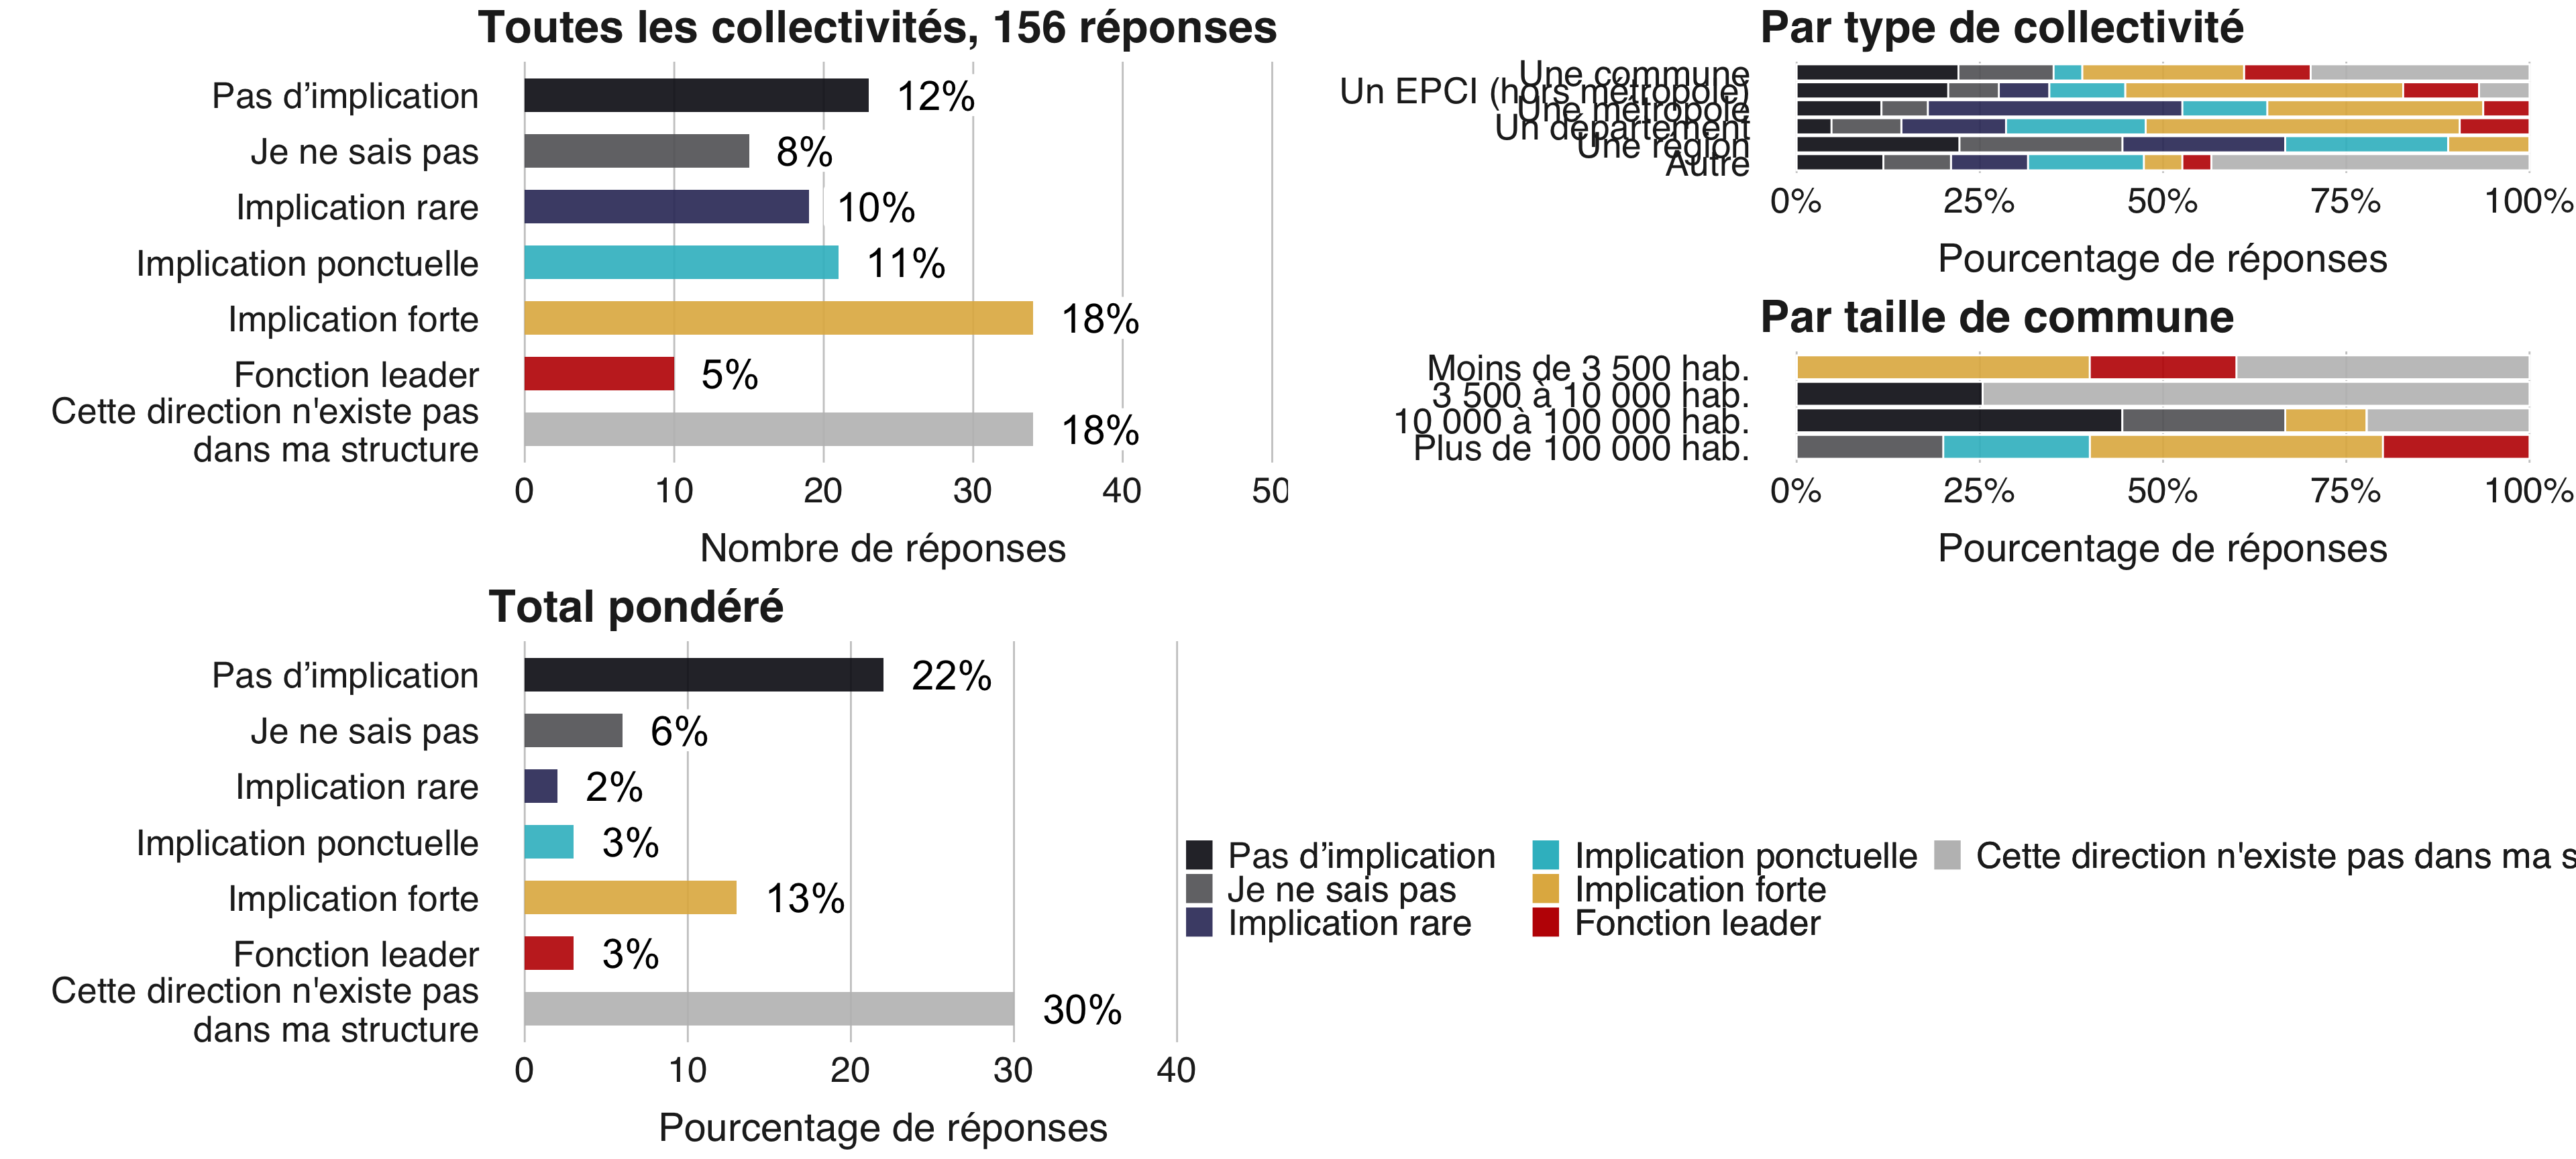 Toutes les collectivités, 156 réponses
Pas d’implication
12%
Je ne sais pas
8%
Implication rare
10%
Implication ponctuelle
11%
Implication forte
18%
Fonction leader
5%
Cette direction n'existe pas
dans ma structure
18%
0 10 20 30 40 50
Nombre de réponses
Par type de collectivité
Une commune
Un EPCI (hors métropole)
Une métropole
Un département
Une région
Autre
0% 25% 50% 75% 100%
Pourcentage de réponses
Par taille de commune
Moins de 3 500 hab.
3 500 à 10 000 hab.
10 000 à 100 000 hab.
Plus de 100 000 hab.
0% 25% 50% 75% 100%
Pourcentage de réponses
Total pondéré
Pas d’implication
22%
Je ne sais pas
6%
Implication rare
2%
Implication ponctuelle
3%
Implication forte
13%
Fonction leader
3%
Cette direction n'existe pas
dans ma structure
30%
0 10 20 30 40
Pourcentage de réponses
Pas d’implication
Je ne sais pas
Implication rare
Implication ponctuelle
Implication forte
Fonction leader
Cette direction n'existe pas dans ma s